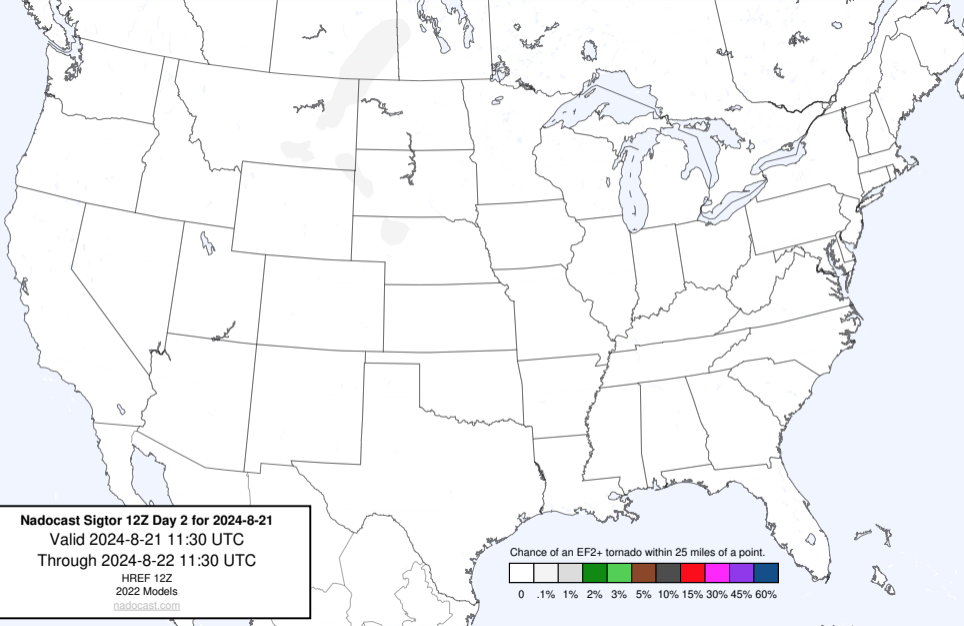 Nadocast Sigtor 12Z Day 2 for 2024-8-21
Valid 2024-8-21 11:30 UTC
Through 2024-8-22 11:30 UTC
HREF 12Z
2022 Models
nadocast.com
Chance of an EF2+ tornado within 25 miles of a point.
0 .1% 1% 2% 3% 5% 10% 15% 30% 45% 60%